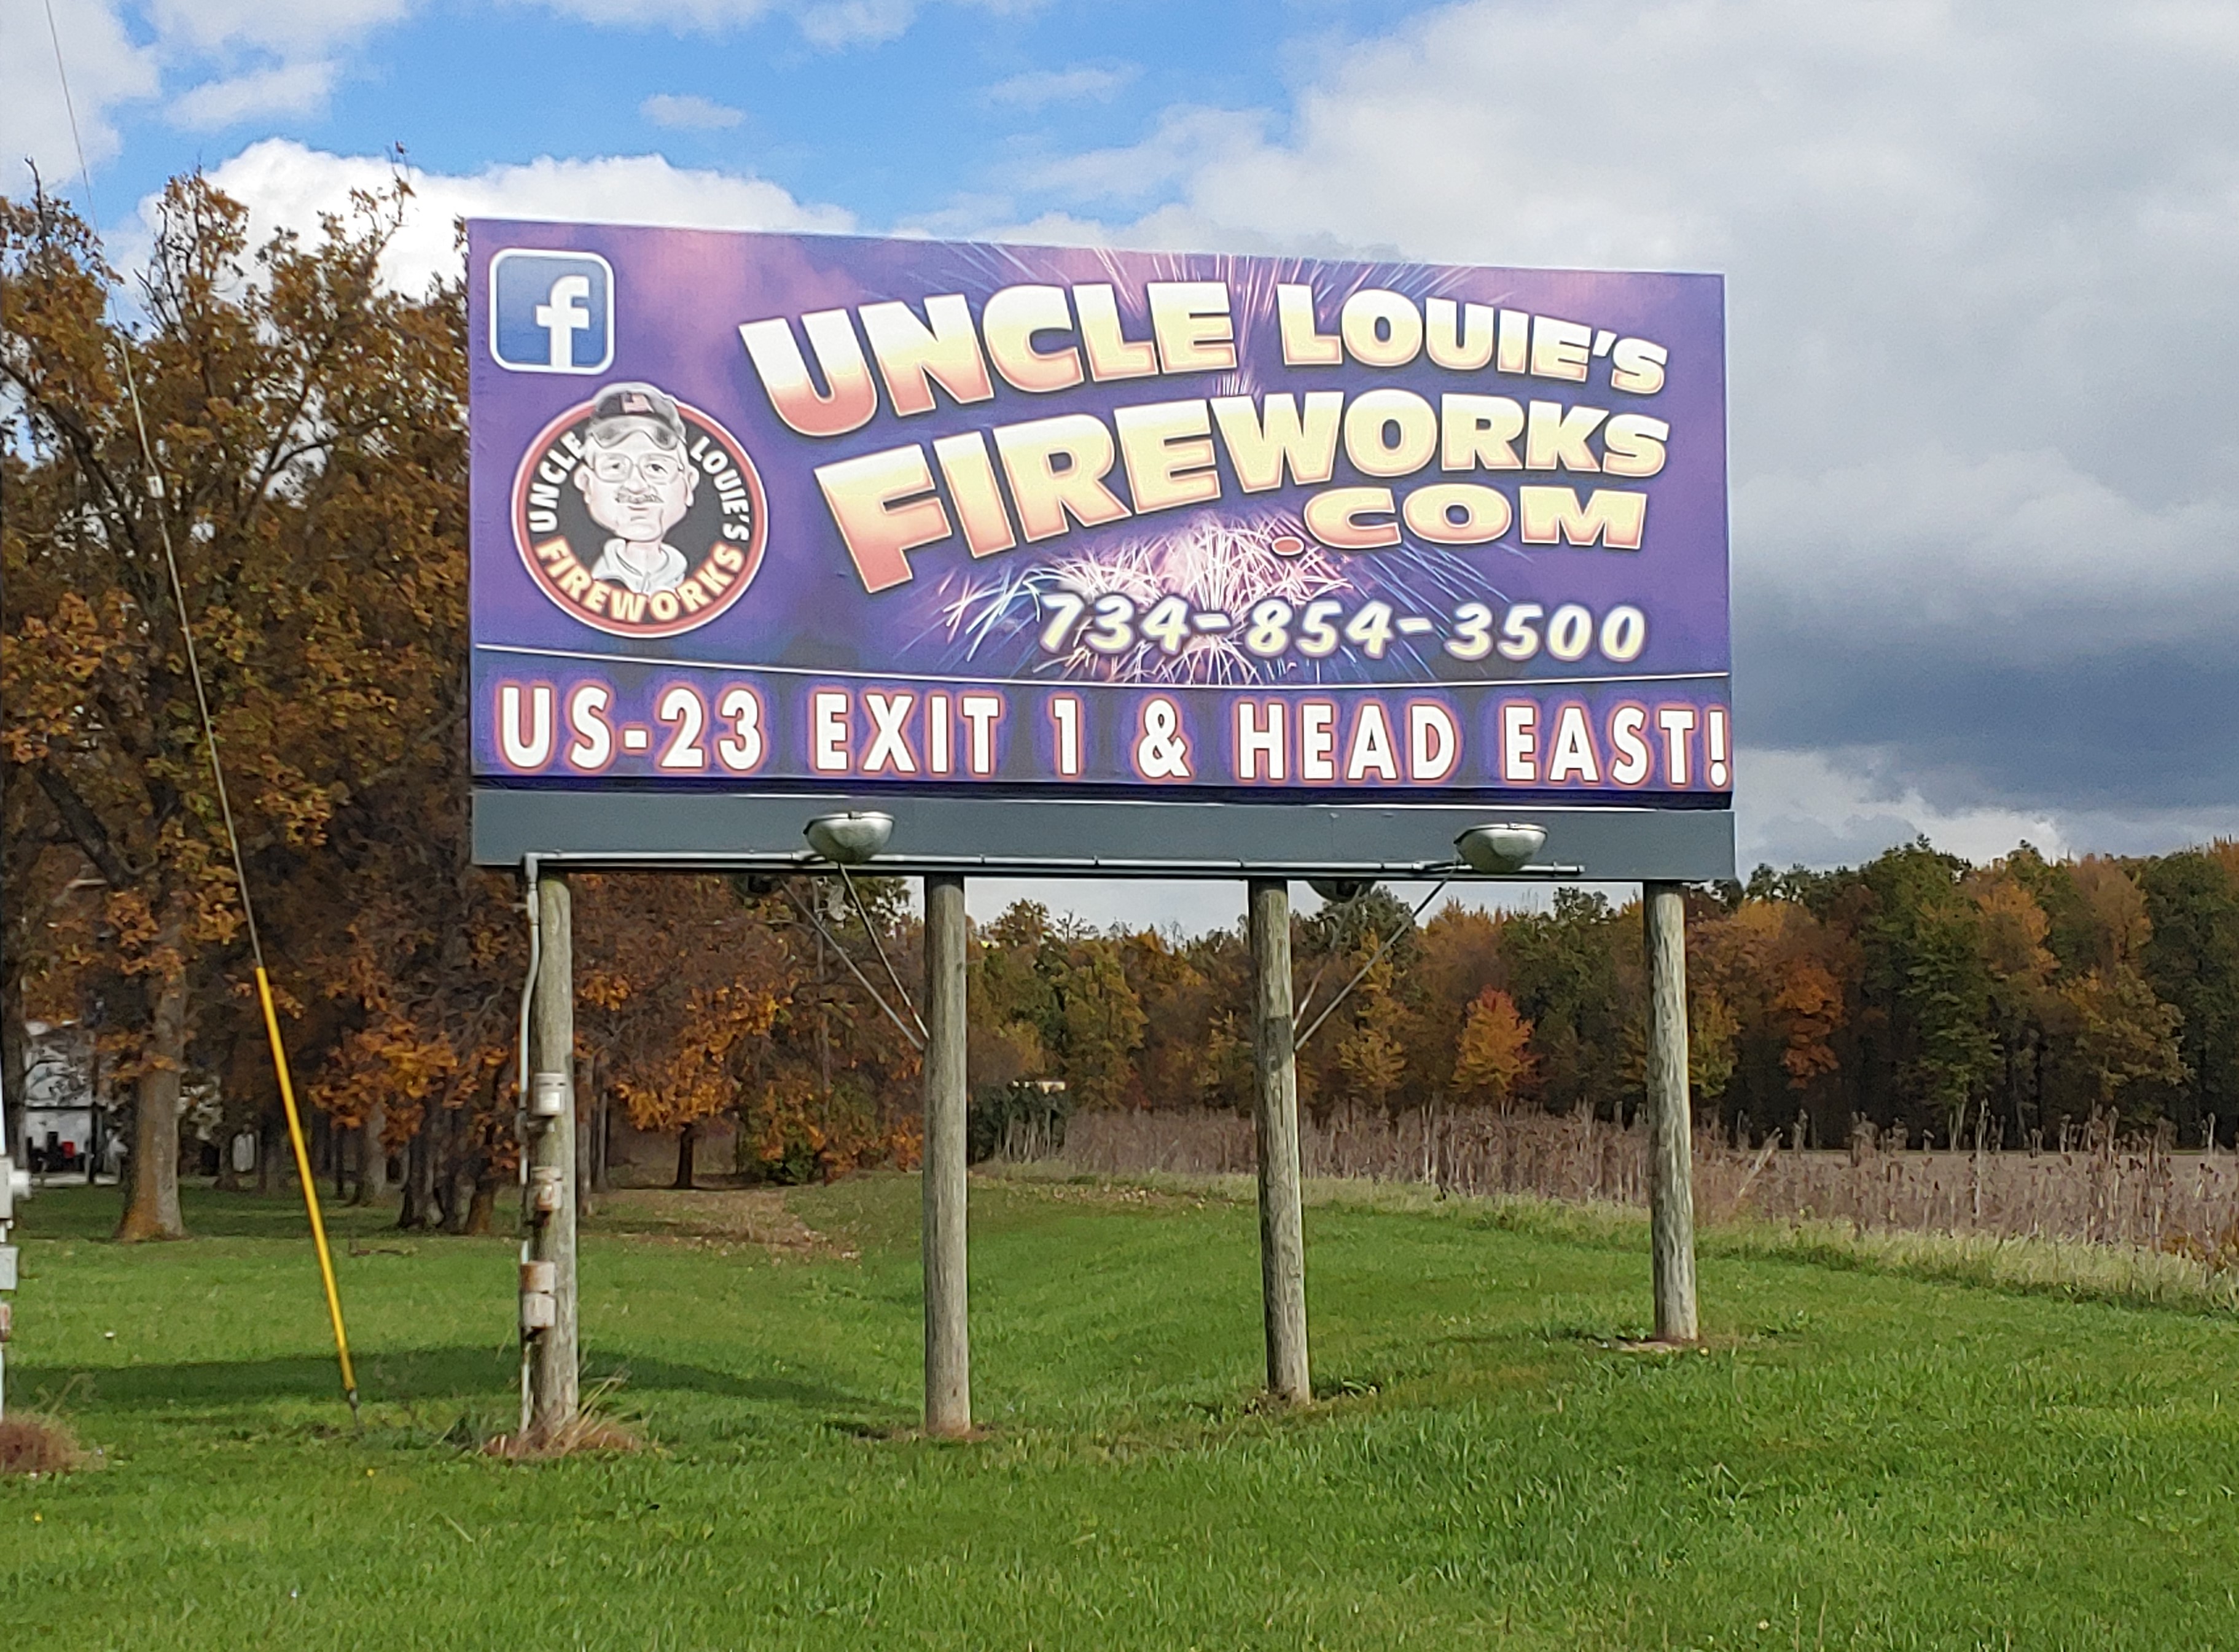 f
UNCLE LOUIE'S
FIREWORKS
.COM
UNCLE LOUIE'S
FIREWORKS
734-854-3500
US-23 EXIT 1 & HEAD EAST!